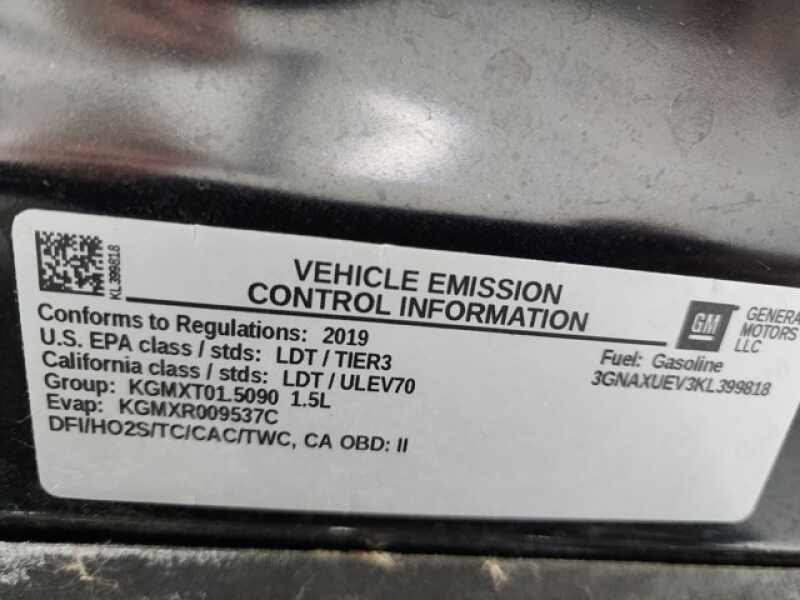 KL399818
VEHICLE EMISSION
CONTROL INFORMATION
Conforms to Regulations: 2019
U.S. EPA class / stds: LDT / TIER3
California class / stds: LDT / ULEV70
Group: KGMXT01.5090 1.5L
Evap: KGMXR009537C
DFI/HO2S/TC/CAC/TWC, CA OBD: II
GM
GENERA
MOTORS
LLC
Fuel: Gasoline
3GNAXUEV3KL399818